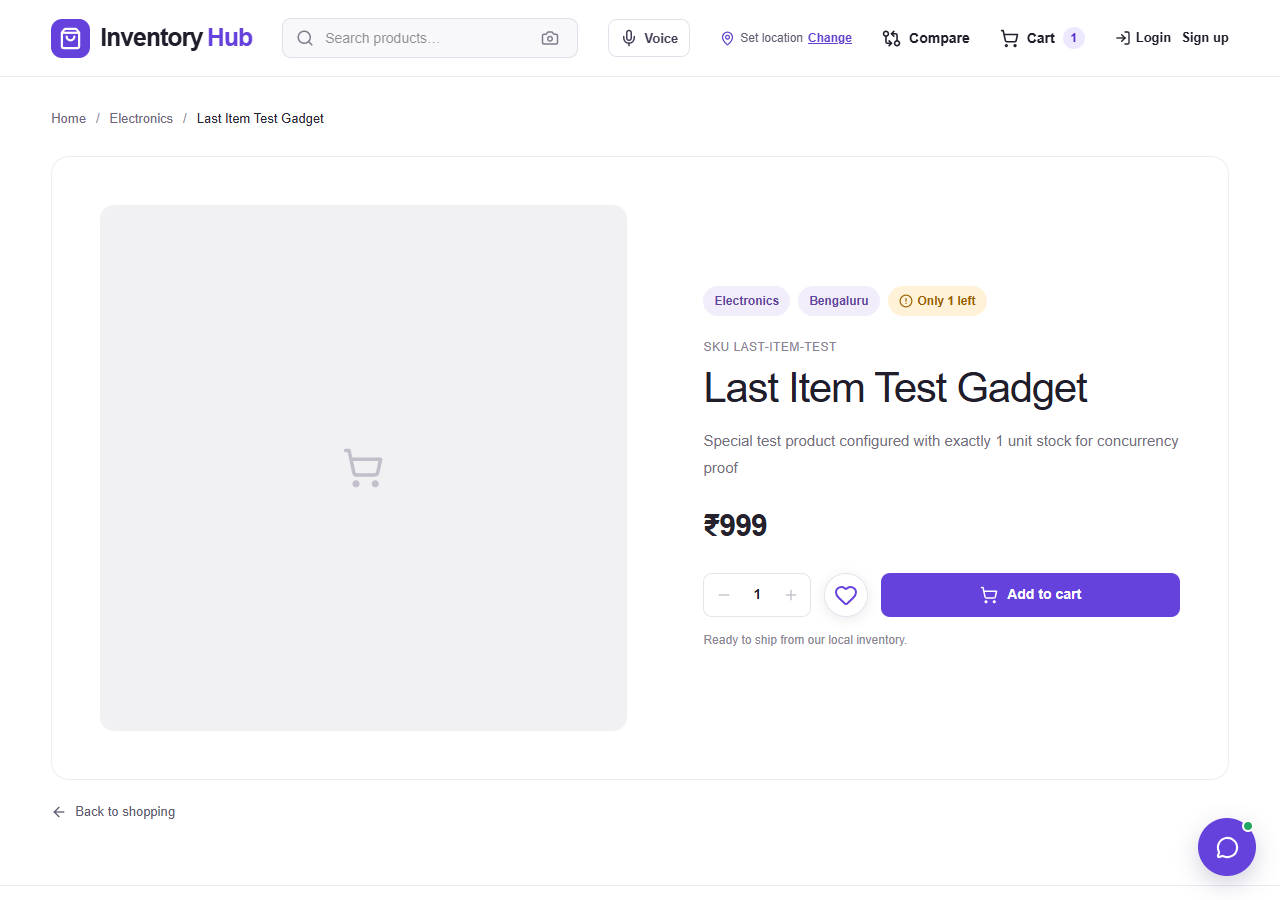 Inventory Hub
Search products...
Voice
Set location Change
Compare
Cart 1
Login Sign up
Home / Electronics / Last Item Test Gadget
Electronics
Bengaluru
Only 1 left
SKU LAST-ITEM-TEST
Last Item Test Gadget
Special test product configured with exactly 1 unit stock for concurrency
proof
₹999
− 1 +
Add to cart
Ready to ship from our local inventory.
Back to shopping